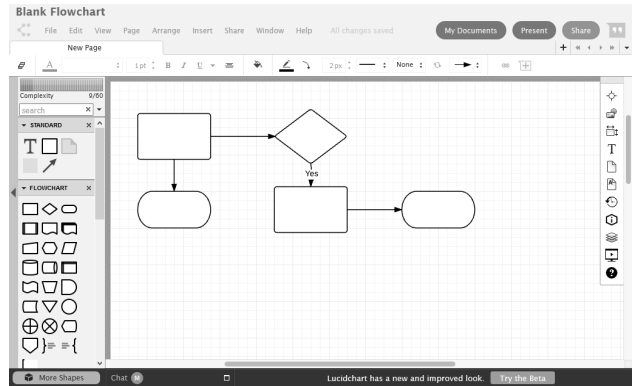 Blank Flowchart
File Edit View Page Arrange Insert Share Window Help All changes saved My Documents Present Share
New Page
A 1 pt B I U 2 px None
Complexity 9/60
search
STANDARD X
T
T
FLOWCHART X
Yes
More Shapes Chat M Lucidchart has a new and improved look. Try the Beta